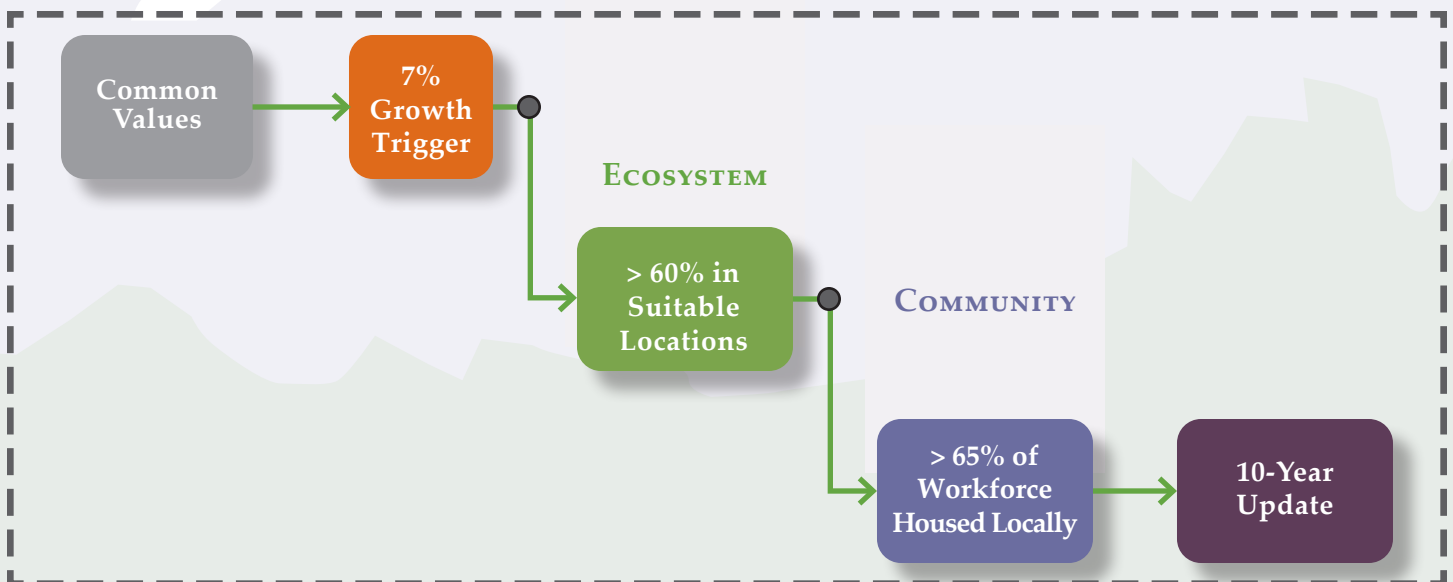 Common
Values
7%
Growth
Trigger
Ecosystem
> 60% in
Suitable
Locations
Community
> 65% of
Workforce
Housed Locally
10-Year
Update